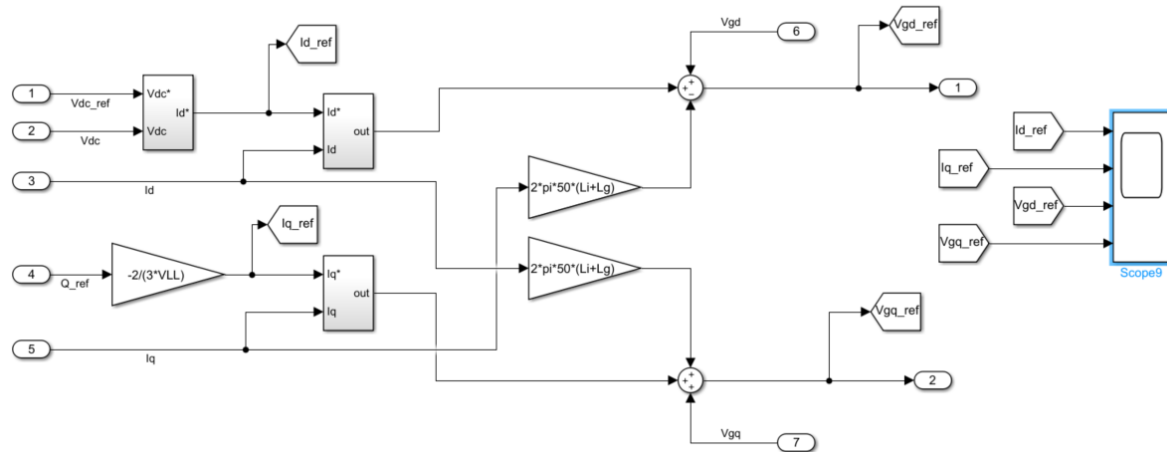 Vgd
6
Vgd_ref
Id_ref
1
Vdc_ref
2
Vdc
Vdc*
Id*
Vdc
Id*
out
Id
1
3
Id
2*pi*50*(Li+Lg)
Id_ref
Iq_ref
Vgd_ref
Vgq_ref
Scope9
Iq_ref
4
Q_ref
-2/(3*VLL)
Iq*
out
Iq
2*pi*50*(Li+Lg)
Vgq_ref
5
Iq
2
Vgq
7